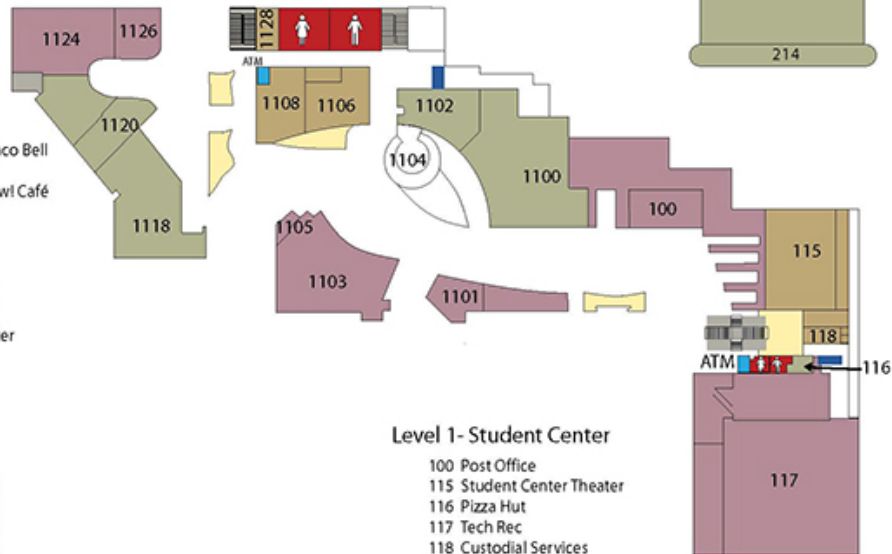 1124
1126
1128
214
ATM
1108
1106
1102
1120
co Bell
1104
1100
wl Café
100
1118
1105
115
1103
1101
er
118
ATM
116
Level 1- Student Center
100 Post Office
115 Student Center Theater
116 Pizza Hut
117 Tech Rec
118 Custodial Services
117